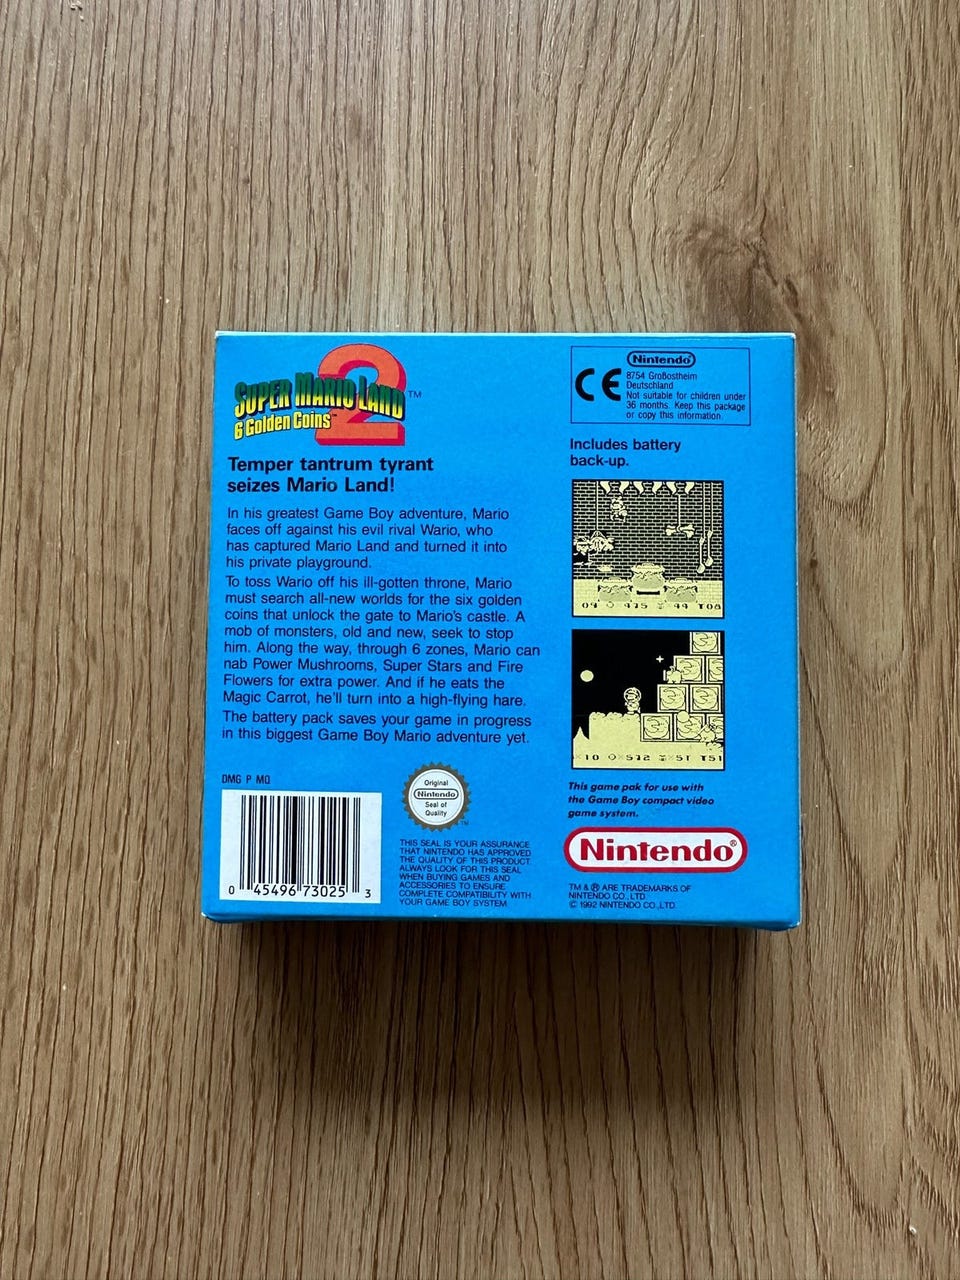 2
SUPER MARIO LAND™
6 Golden Coins™
Temper tantrum tyrant
seizes Mario Land!
In his greatest Game Boy adventure, Mario
faces off against his evil rival Wario, who
has captured Mario Land and turned it into
his private playground.
To toss Wario off his ill-gotten throne, Mario
must search all-new worlds for the six golden
coins that unlock the gate to Mario's castle. A
mob of monsters, old and new, seek to stop
him. Along the way, through 6 zones, Mario can
nab Power Mushrooms, Super Stars and Fire
Flowers for extra power. And if he eats the
Magic Carrot, he'll turn into a high-flying hare.
The battery pack saves your game in progress
in this biggest Game Boy Mario adventure yet.
DMG P MQ
0 45496 73025 3
Original
Nintendo
Seal of
Quality
TM
THIS SEAL IS YOUR ASSURANCE
THAT NINTENDO HAS APPROVED
THE QUALITY OF THIS PRODUCT.
ALWAYS LOOK FOR THIS SEAL
WHEN BUYING GAMES AND
ACCESSORIES TO ENSURE
COMPLETE COMPATIBILITY WITH
YOUR GAME BOY SYSTEM.
CE
Nintendo
8754 Großostheim
Deutschland
Not suitable for children under
36 months. Keep this package
or copy this information.
Includes battery
back-up.
This game pak for use with
the Game Boy compact video
game system.
Nintendo®
TM & ® ARE TRADEMARKS OF
NINTENDO CO., LTD.
© 1992 NINTENDO CO., LTD.